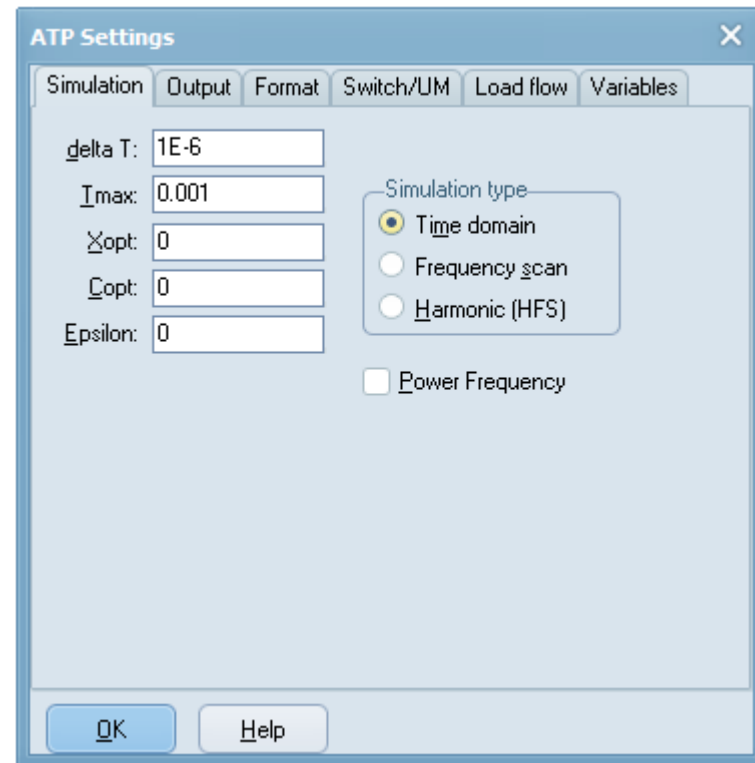 ATP Settings
Simulation Output Format Switch/UM Load flow Variables
delta T: 1E-6
Tmax: 0.001
Xopt: 0
Copt: 0
Epsilon: 0
Simulation type
Time domain
Frequency scan
Harmonic (HFS)
Power Frequency
OK Help